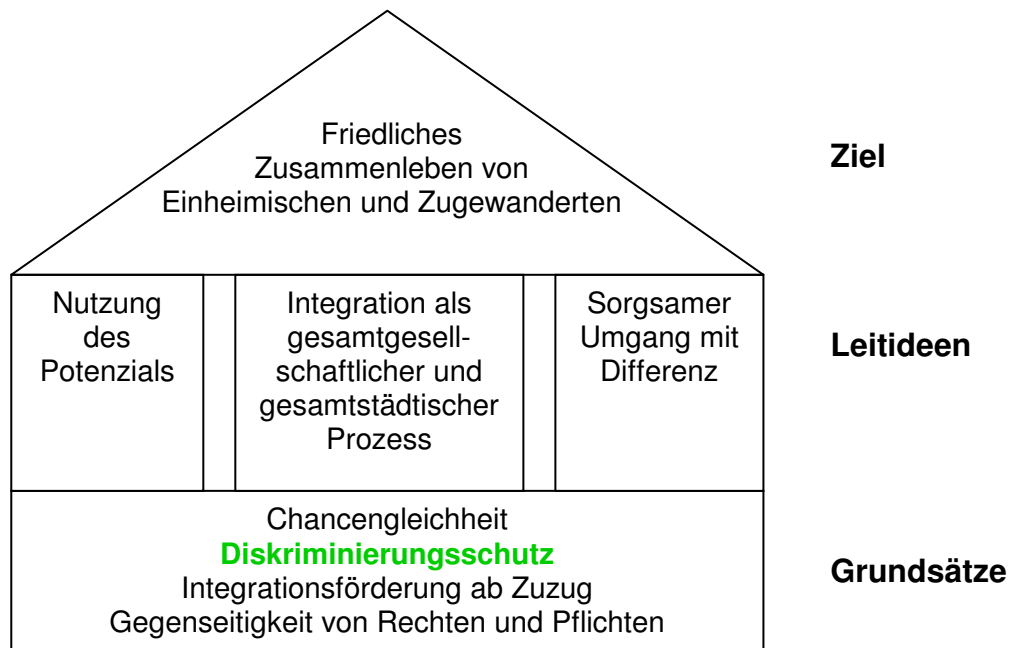 Friedliches
Zusammenleben von
Einheimischen und Zugewanderten
Ziel
Nutzung
des
Potenzials
Integration als
gesamtgesell-
schaftlicher und
gesamtstädtischer
Prozess
Sorgsamer
Umgang mit
Differenz
Leitideen
Chancengleichheit
Diskriminierungsschutz
Integrationsförderung ab Zuzug
Gegenseitigkeit von Rechten und Pflichten
Grundsätze